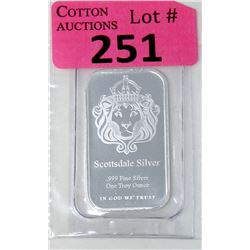 Cotton Auctions Lot #
251
Scottsdale Silver
.999 Fine Silver
One Troy Ounce
IN GOD WE TRUST